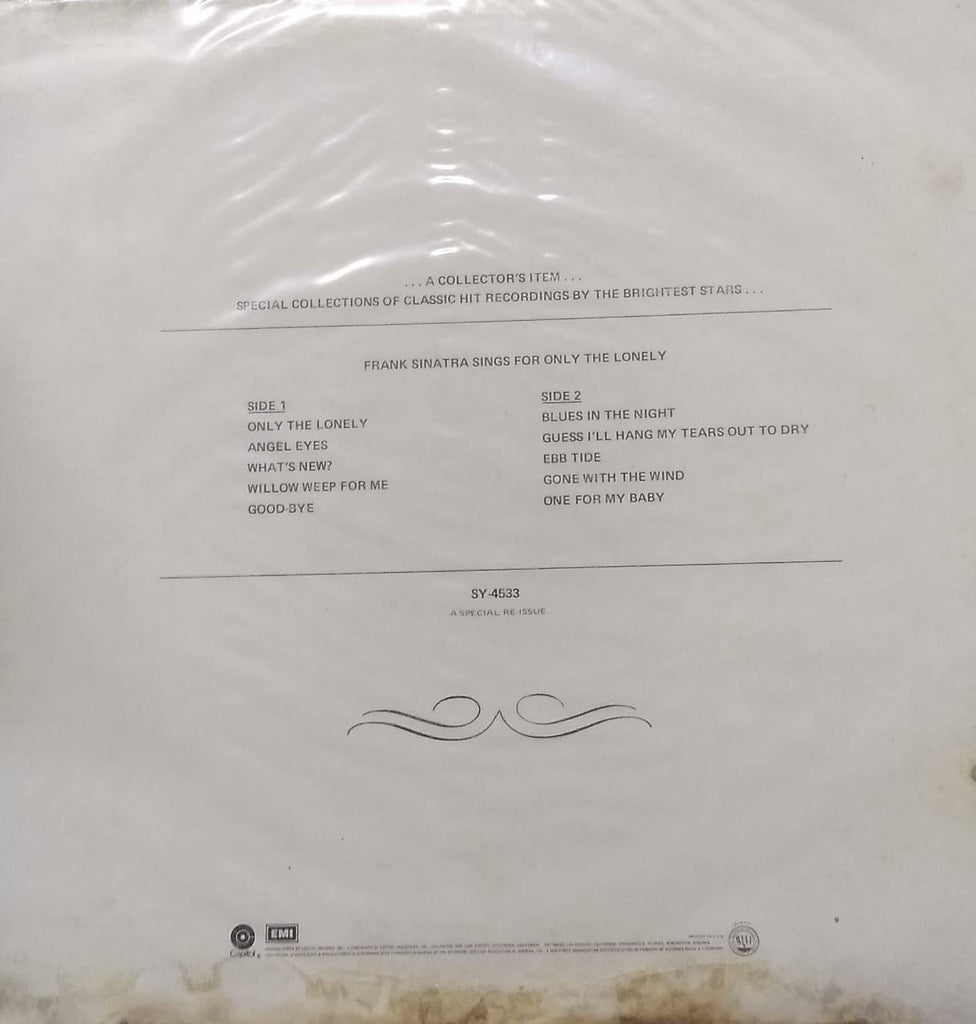 ...A COLLECTOR'S ITEM...
SPECIAL COLLECTIONS OF CLASSIC HIT RECORDINGS BY THE BRIGHTEST STARS...
FRANK SINATRA SINGS FOR ONLY THE LONELY
SIDE 1
ONLY THE LONELY
ANGEL EYES
WHAT'S NEW?
WILLOW WEEP FOR ME
GOOD-BYE
SIDE 2
BLUES IN THE NIGHT
GUESS I'LL HANG MY TEARS OUT TO DRY
EBB TIDE
GONE WITH THE WIND
ONE FOR MY BABY
SY-4533
A SPECIAL RE-ISSUE
Capitol
EMI
9